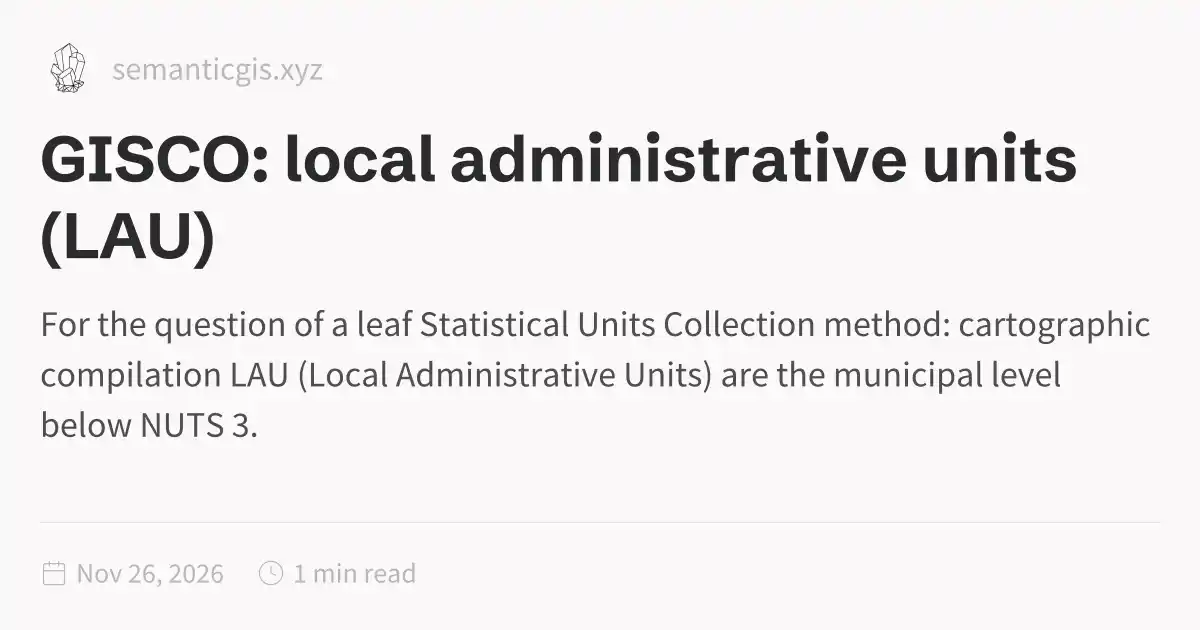 semanticgis.xyz
GISCO: local administrative units
(LAU)
For the question of a leaf Statistical Units Collection method: cartographic
compilation LAU (Local Administrative Units) are the municipal level
below NUTS 3.
Nov 26, 2026 1 min read